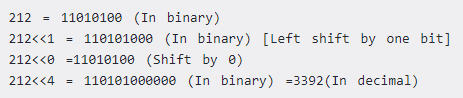 212 = 11010100 (In binary)
212<<1 = 110101000 (In binary) [Left shift by one bit]
212<<0 =11010100 (Shift by 0)
212<<4 = 110101000000 (In binary) =3392(In decimal)